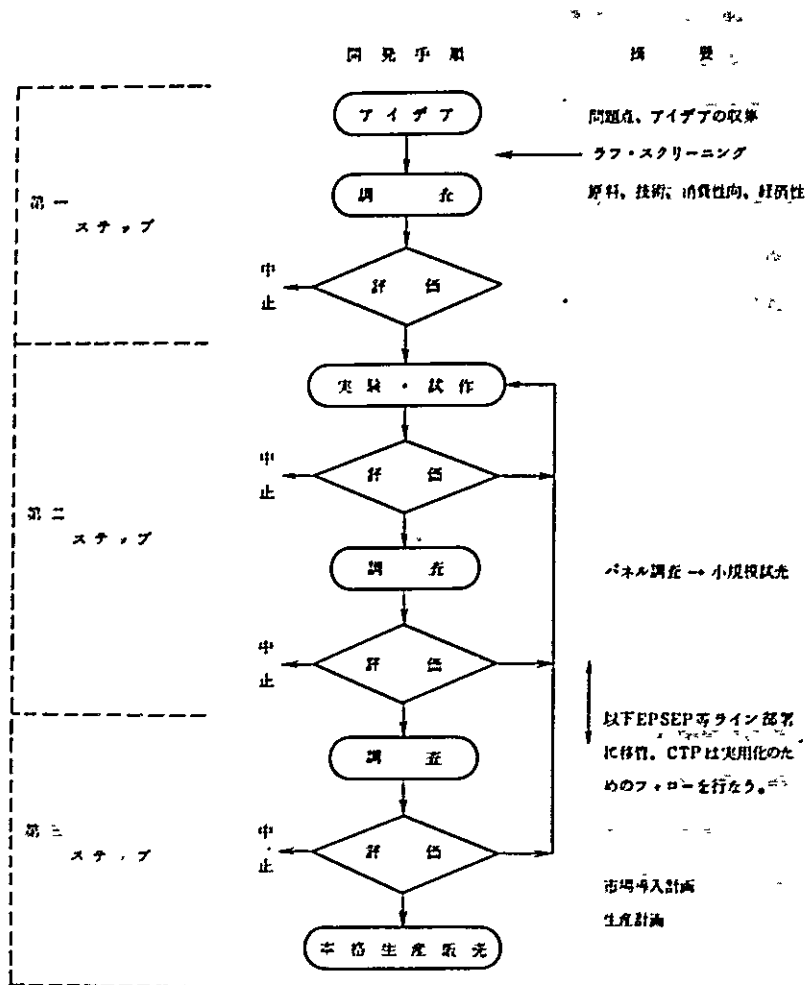 開発手順 摘要
アイデア 問題点、アイデアの収集
ラフ・スクリーニング
調査 原料、技術、消費性向、経済性
第一
ステップ
中止 評価
実験・試作
中止 評価
第二
ステップ
調査 パネル調査→小規模試売
中止 評価
以下EPSEP等ライン部署
調査 に移管。CTPは実用化のた
めのフォローを行なう。
第三
ステップ
中止 評価
市場導入計画
生産計画
本格生産販売